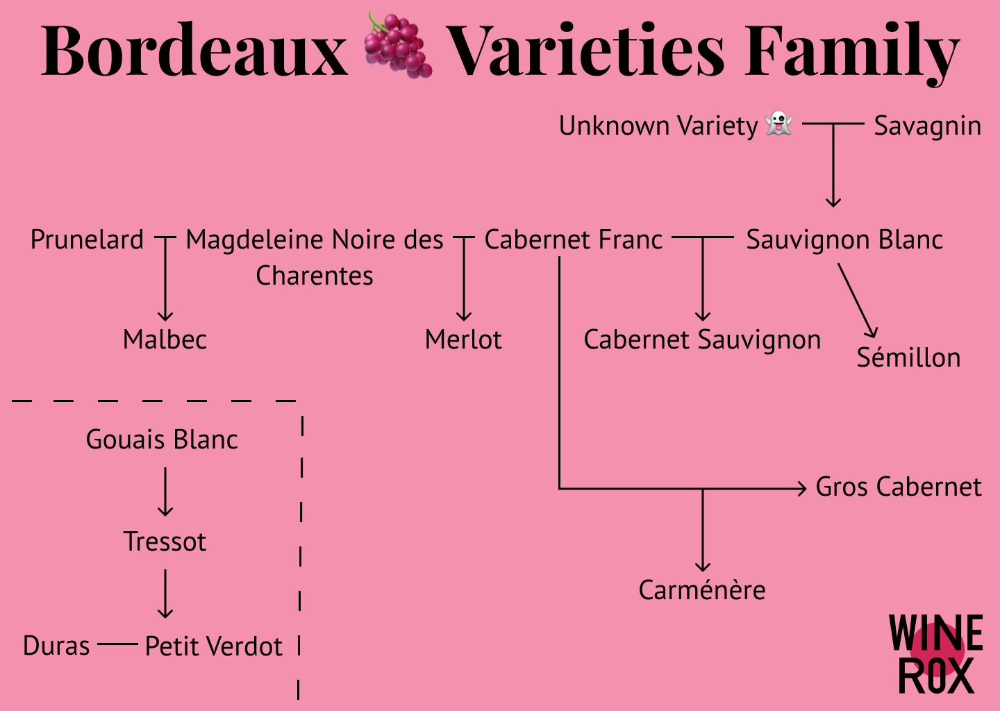 Bordeaux 🍇 Varieties Family
Unknown Variety 👻 Savagnin
Prunelard Magdeleine Noire des Cabernet Franc Sauvignon Blanc
Charentes
Malbec Merlot Cabernet Sauvignon
Sémillon
Gouais Blanc
Gros Cabernet
Tressot
Carménère
Duras Petit Verdot
WINE
ROX